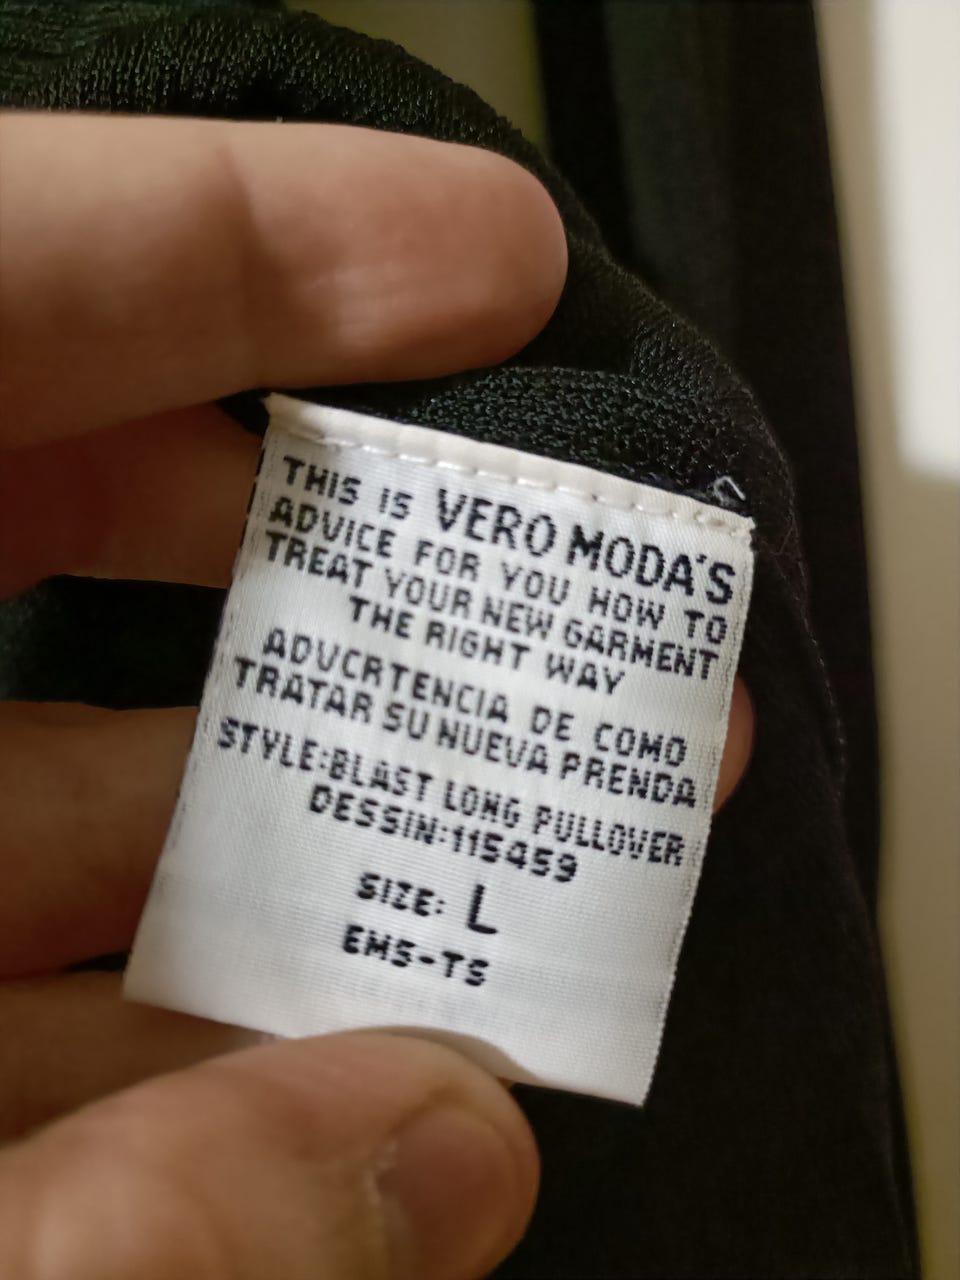 THIS IS VERO MODA'S
ADVICE FOR YOU HOW TO
TREAT YOUR NEW GARMENT
THE RIGHT WAY
ADVCRTENCIA DE COMO
TRATAR SU NUEVA PRENDA
STYLE:BLAST LONG PULLOVER
DESSIN:115459
SIZE: L
EMS-TS